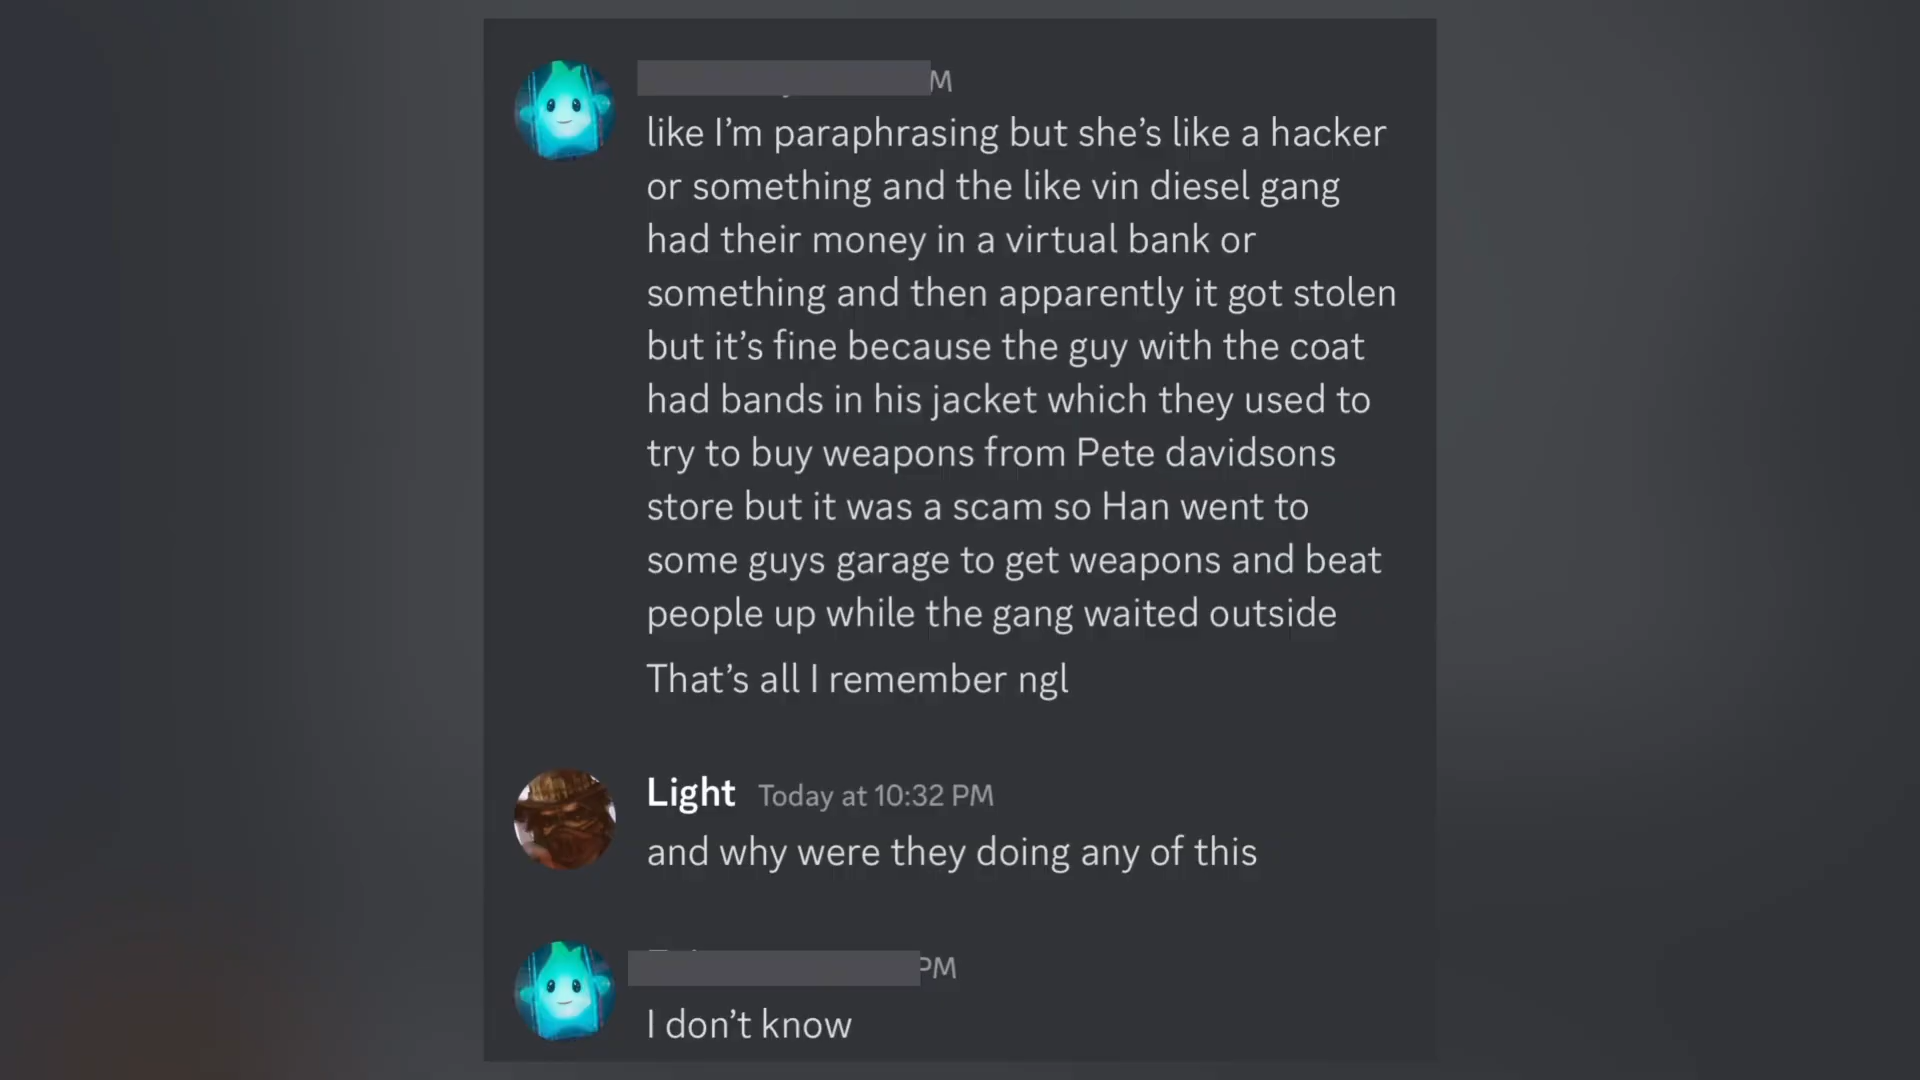 M
like I'm paraphrasing but she's like a hacker
or something and the like vin diesel gang
had their money in a virtual bank or
something and then apparently it got stolen
but it's fine because the guy with the coat
had bands in his jacket which they used to
try to buy weapons from Pete davidsons
store but it was a scam so Han went to
some guys garage to get weapons and beat
people up while the gang waited outside
That's all I remember ngl
Light Today at 10:32 PM
and why were they doing any of this
PM
I don't know